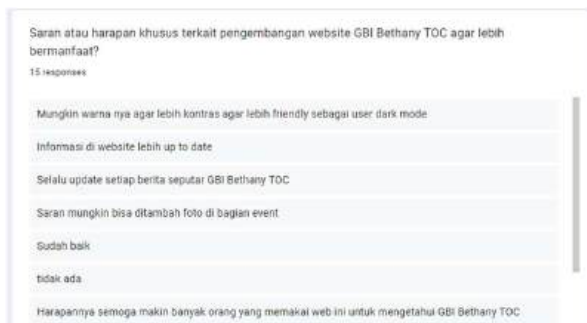 Saran atau harapan khusus terkait pengembangan website GBI Bethany TOC agar lebih
bermanfaat?
15 responses
Mungkin warna nya agar lebih kontras agar lebih friendly sebagai user dark mode
Informasi di website lebih up to date
Selalu update setiap berita seputar GBI Bethany TOC
Saran mungkin bisa ditambah foto di bagian event
Sudah baik
tidak ada
Harapannya semoga makin banyak orang yang memakai web ini untuk mengetahui GBI Bethany TOC